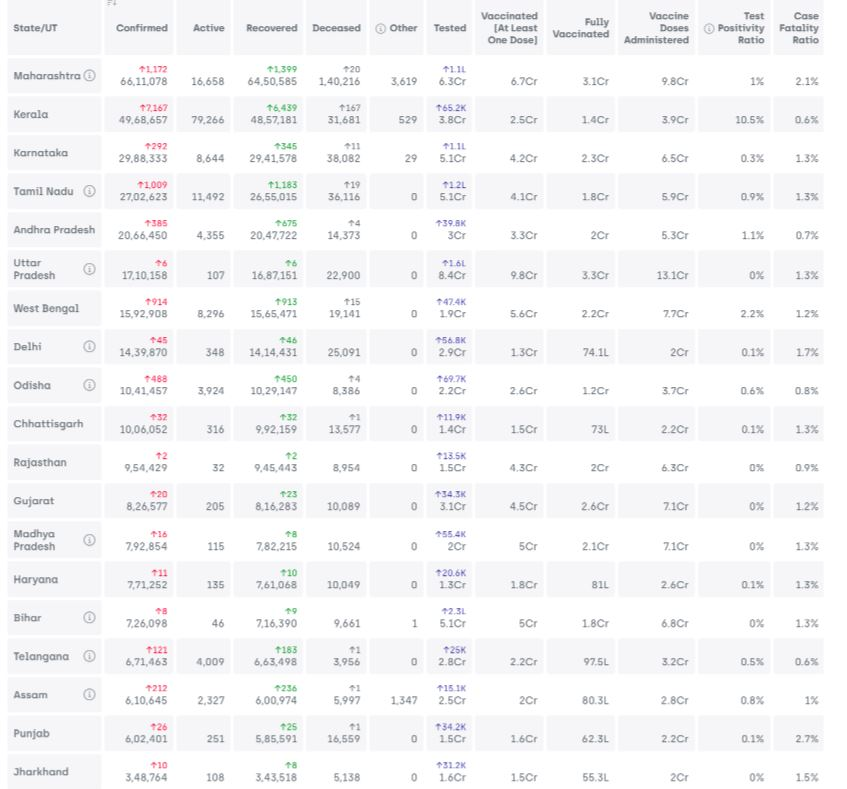 State/UT Confirmed Active Recovered Deceased Other Tested Vaccinated [At Least One Dose] Fully Vaccinated Vaccine Doses Administered Test Positivity Ratio Case Fatality Ratio
↑1,172 ↑1,399 ↑20 ↑1.1L
Maharashtra 66,11,078 16,658 64,50,585 1,40,216 3,619 6.3Cr 6.7Cr 3.1Cr 9.8Cr 1% 2.1%
↑7,167 ↑6,439 ↑167 ↑65.2K
Kerala 49,68,657 79,266 48,57,181 31,681 529 3.8Cr 2.5Cr 1.4Cr 3.9Cr 10.5% 0.6%
↑292 ↑345 ↑11 ↑1.1L
Karnataka 29,88,333 8,644 29,41,578 38,082 29 5.1Cr 4.2Cr 2.3Cr 6.5Cr 0.3% 1.3%
↑1,009 ↑1,183 ↑19 ↑1.2L
Tamil Nadu 27,02,623 11,492 26,55,015 36,116 0 5.1Cr 4.1Cr 1.8Cr 5.9Cr 0.9% 1.3%
↑385 ↑675 ↑4 ↑39.8K
Andhra Pradesh 20,66,450 4,355 20,47,722 14,373 0 3Cr 3.3Cr 2Cr 5.3Cr 1.1% 0.7%
↑6 ↑6 ↑1.6L
Uttar Pradesh 17,10,158 107 16,87,151 22,900 0 8.4Cr 9.8Cr 3.3Cr 13.1Cr 0% 1.3%
↑914 ↑913 ↑15 ↑47.4K
West Bengal 15,92,908 8,296 15,65,471 19,141 0 1.9Cr 5.6Cr 2.2Cr 7.7Cr 2.2% 1.2%
↑45 ↑46 ↑56.8K
Delhi 14,39,870 348 14,14,431 25,091 0 2.9Cr 1.3Cr 74.1L 2Cr 0.1% 1.7%
↑488 ↑450 ↑4 ↑69.7K
Odisha 10,41,457 3,924 10,29,147 8,386 0 2.2Cr 2.6Cr 1.2Cr 3.7Cr 0.6% 0.8%
↑32 ↑32 ↑1 ↑11.9K
Chhattisgarh 10,06,052 316 9,92,159 13,577 0 1.4Cr 1.5Cr 73L 2.2Cr 0.1% 1.3%
↑2 ↑2 ↑13.5K
Rajasthan 9,54,429 32 9,45,443 8,954 0 1.5Cr 4.3Cr 2Cr 6.3Cr 0% 0.9%
↑20 ↑23 ↑34.3K
Gujarat 8,26,577 205 8,16,283 10,089 0 3.1Cr 4.5Cr 2.6Cr 7.1Cr 0% 1.2%
↑16 ↑8 ↑55.4K
Madhya Pradesh 7,92,854 115 7,82,215 10,524 0 2Cr 5Cr 2.1Cr 7.1Cr 0% 1.3%
↑11 ↑10 ↑20.6K
Haryana 7,71,252 135 7,61,068 10,049 0 1.3Cr 1.8Cr 81L 2.6Cr 0.1% 1.3%
↑8 ↑9 ↑2.3L
Bihar 7,26,098 46 7,16,390 9,661 1 5.1Cr 5Cr 1.8Cr 6.8Cr 0% 1.3%
↑121 ↑183 ↑1 ↑25K
Telangana 6,71,463 4,009 6,63,498 3,956 0 2.8Cr 2.2Cr 97.5L 3.2Cr 0.5% 0.6%
↑212 ↑236 ↑1 ↑15.1K
Assam 6,10,645 2,327 6,00,974 5,997 1,347 2.5Cr 2Cr 80.3L 2.8Cr 0.8% 1%
↑26 ↑25 ↑1 ↑34.2K
Punjab 6,02,401 251 5,85,591 16,559 0 1.5Cr 1.6Cr 62.3L 2.2Cr 0.1% 2.7%
↑10 ↑8 ↑31.2K
Jharkhand 3,48,764 108 3,43,518 5,138 0 1.6Cr 1.5Cr 55.3L 2Cr 0% 1.5%